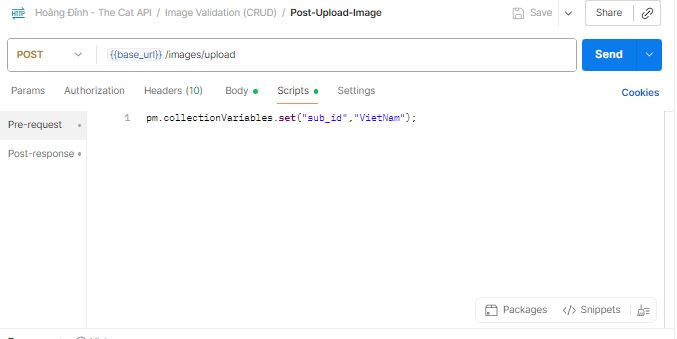 HTTP Hoàng Đình - The Cat API / Image Validation (CRUD) / Post-Upload-Image Save Share
POST {{base_url}} /images/upload Send
Params Authorization Headers (10) Body Scripts Settings Cookies
Pre-request 1 pm.collectionVariables.set("sub_id","VietNam");
Post-response
Packages </> Snippets